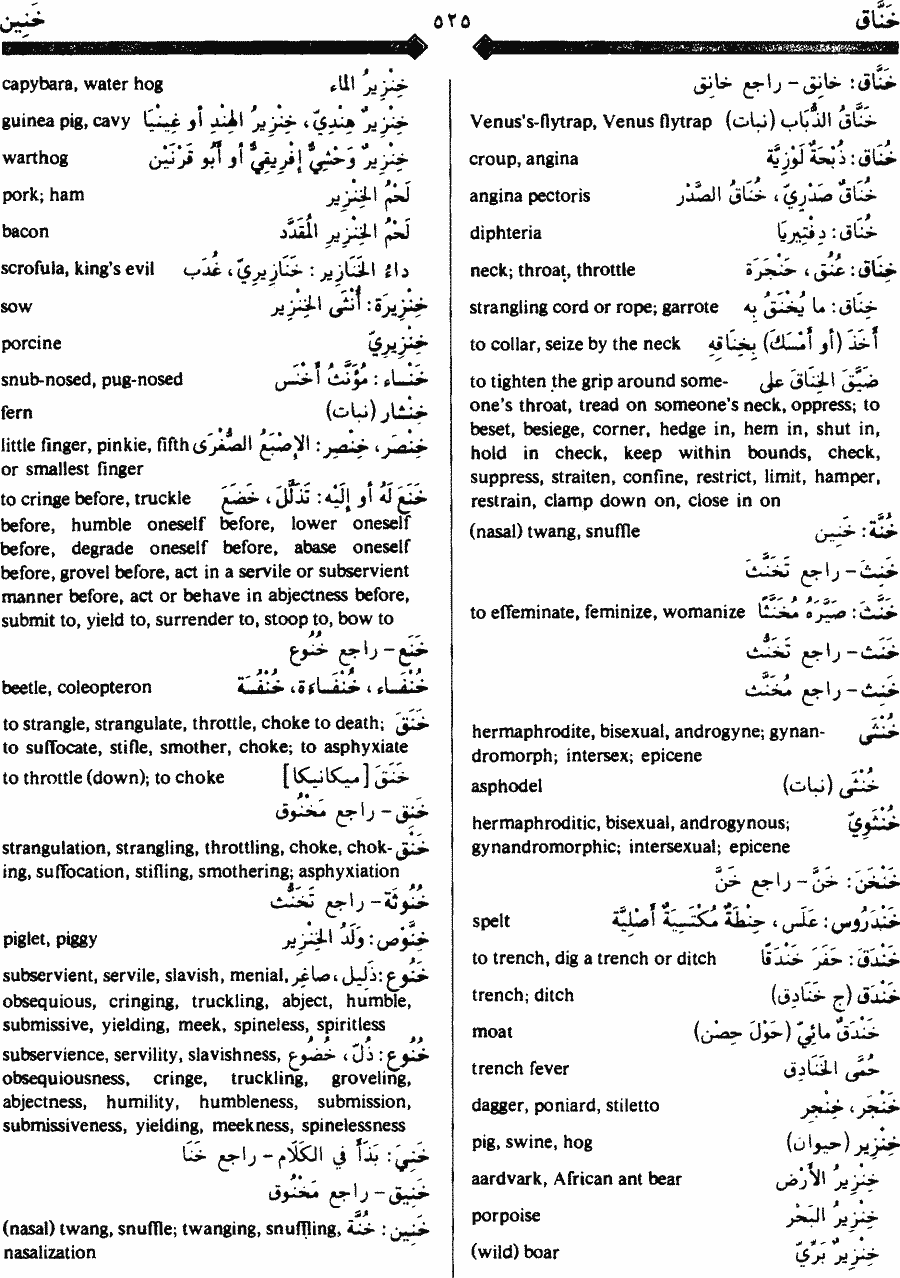 خَنَّاق
٥٢٥
خَنِين
خَنَّاق: خانِق - راجع خانِق
خَنَّاقُ الذُّبَاب (نبات) Venus's-flytrap, Venus flytrap
خُنَاق: ذُبْحَةٌ لَوْزِيَّة croup, angina
خُنَاقٌ صَدْرِيّ، خُنَاقُ الصَّدْر angina pectoris
خُنَاق: دِفْتِيرِيَا diphteria
خِنَاق: عُنُق، حَنْجَرَة neck; throat, throttle
خِنَاق: ما يُخْنَقُ بِه strangling cord or rope; garrote
أَخَذَ (أو أَمْسَكَ) بِخِنَاقِهِ to collar, seize by the neck
ضَيَّقَ الخِنَاقَ على to tighten the grip around some-
one's throat, tread on someone's neck, oppress; to
beset, besiege, corner, hedge in, hem in, shut in,
hold in check, keep within bounds, check,
suppress, straiten, confine, restrict, limit, hamper,
restrain, clamp down on, close in on
خُنَّة: خَنِين (nasal) twang, snuffle
خَنِثَ - راجع تَخَنَّثَ
خَنَّثَ: صَيَّرَهُ مُخَنَّثًا to effeminate, feminize, womanize
خَنَث - راجع تَخَنُّث
خَنِث - راجع مُخَنَّث
خُنْثَى hermaphrodite, bisexual, androgyne; gynan-
dromorph; intersex; epicene
خُنْثَى (نبات) asphodel
خُنْثَوِيّ hermaphroditic, bisexual, androgynous;
gynandromorphic; intersexual; epicene
خَنْخَنَ: خَنَّ - راجع خَنَّ
خَنْدَرُوس: عَلَس، حِنْطَةٌ مُكْتَسِيَةٌ أَصْلِيَّة spelt
خَنْدَقَ: حَفَرَ خَنْدَقًا to trench, dig a trench or ditch
خَنْدَق (ج خَنَادِق) trench; ditch
خَنْدَقٌ مائِيّ (حَوْلَ حِصْن) moat
حُمَّى الخَنَادِق trench fever
خَنْجَر، خِنْجِر dagger, poniard, stiletto
خِنْزِير (حيوان) pig, swine, hog
خِنْزِيرُ الأَرْض aardvark, African ant bear
خِنْزِيرُ البَحْر porpoise
خِنْزِيرٌ بَرِّيّ (wild) boar
خِنْزِيرُ الماء capybara, water hog
خِنْزِيرٌ هِنْدِيّ، خِنْزِيرُ الهِنْدِ أو غِينْيَا guinea pig, cavy
خِنْزِيرٌ وَحْشِيٌّ إفْرِيقِيٌّ أو أَبُو قَرْنَيْن warthog
لَحْمُ الخِنْزِير pork; ham
لَحْمُ الخِنْزِيرِ المُقَدَّد bacon
داءُ الخَنَازِير: خَنَازِيرِيّ، غُدَب scrofula, king's evil
خِنْزِيرَة: أُنْثَى الخِنْزِير sow
خِنْزِيرِيّ porcine
خَنْسَاء: مُؤَنَّثُ أَخْنَس snub-nosed, pug-nosed
خَنْشار (نبات) fern
خِنْصَر، خِنْصِر: الإِصْبَعُ الصُّغْرَى little finger, pinkie, fifth
or smallest finger
خَنَعَ لَهُ أو إِلَيْه: تَذَلَّلَ، خَضَعَ to cringe before, truckle
before, humble oneself before, lower oneself
before, degrade oneself before, abase oneself
before, grovel before, act in a servile or subservient
manner before, act or behave in abjectness before,
submit to, yield to, surrender to, stoop to, bow to
خَنَع - راجع خُنُوع
خُنْفَساء، خُنْفَساءَة، خُنْفَسَة beetle, coleopteron
خَنَقَ to strangle, strangulate, throttle, choke to death;
to suffocate, stifle, smother, choke; to asphyxiate
خَنَقَ [ميكانيكا] to throttle (down); to choke
خَنِق - راجع مَخْنُوق
خَنْق strangulation, strangling, throttling, choke, chok-
ing, suffocation, stifling, smothering; asphyxiation
خُنُوثَة - راجع تَخَنُّث
خِنَّوْص: وَلَدُ الخِنْزِير piglet, piggy
خَنُوع: ذَلِيل، صاغِر subservient, servile, slavish, menial,
obsequious, cringing, truckling, abject, humble,
submissive, yielding, meek, spineless, spiritless
خُنُوع: ذُلّ، خُضُوع subservience, servility, slavishness,
obsequiousness, cringe, truckling, groveling,
abjectness, humility, humbleness, submission,
submissiveness, yielding, meekness, spinelessness
خَنِيَ: بَذَأَ في الكَلَام - راجع خَنَا
خَنِيق - راجع مَخْنُوق
خَنِين: خُنَّة (nasal) twang, snuffle; twanging, snuffling,
nasalization